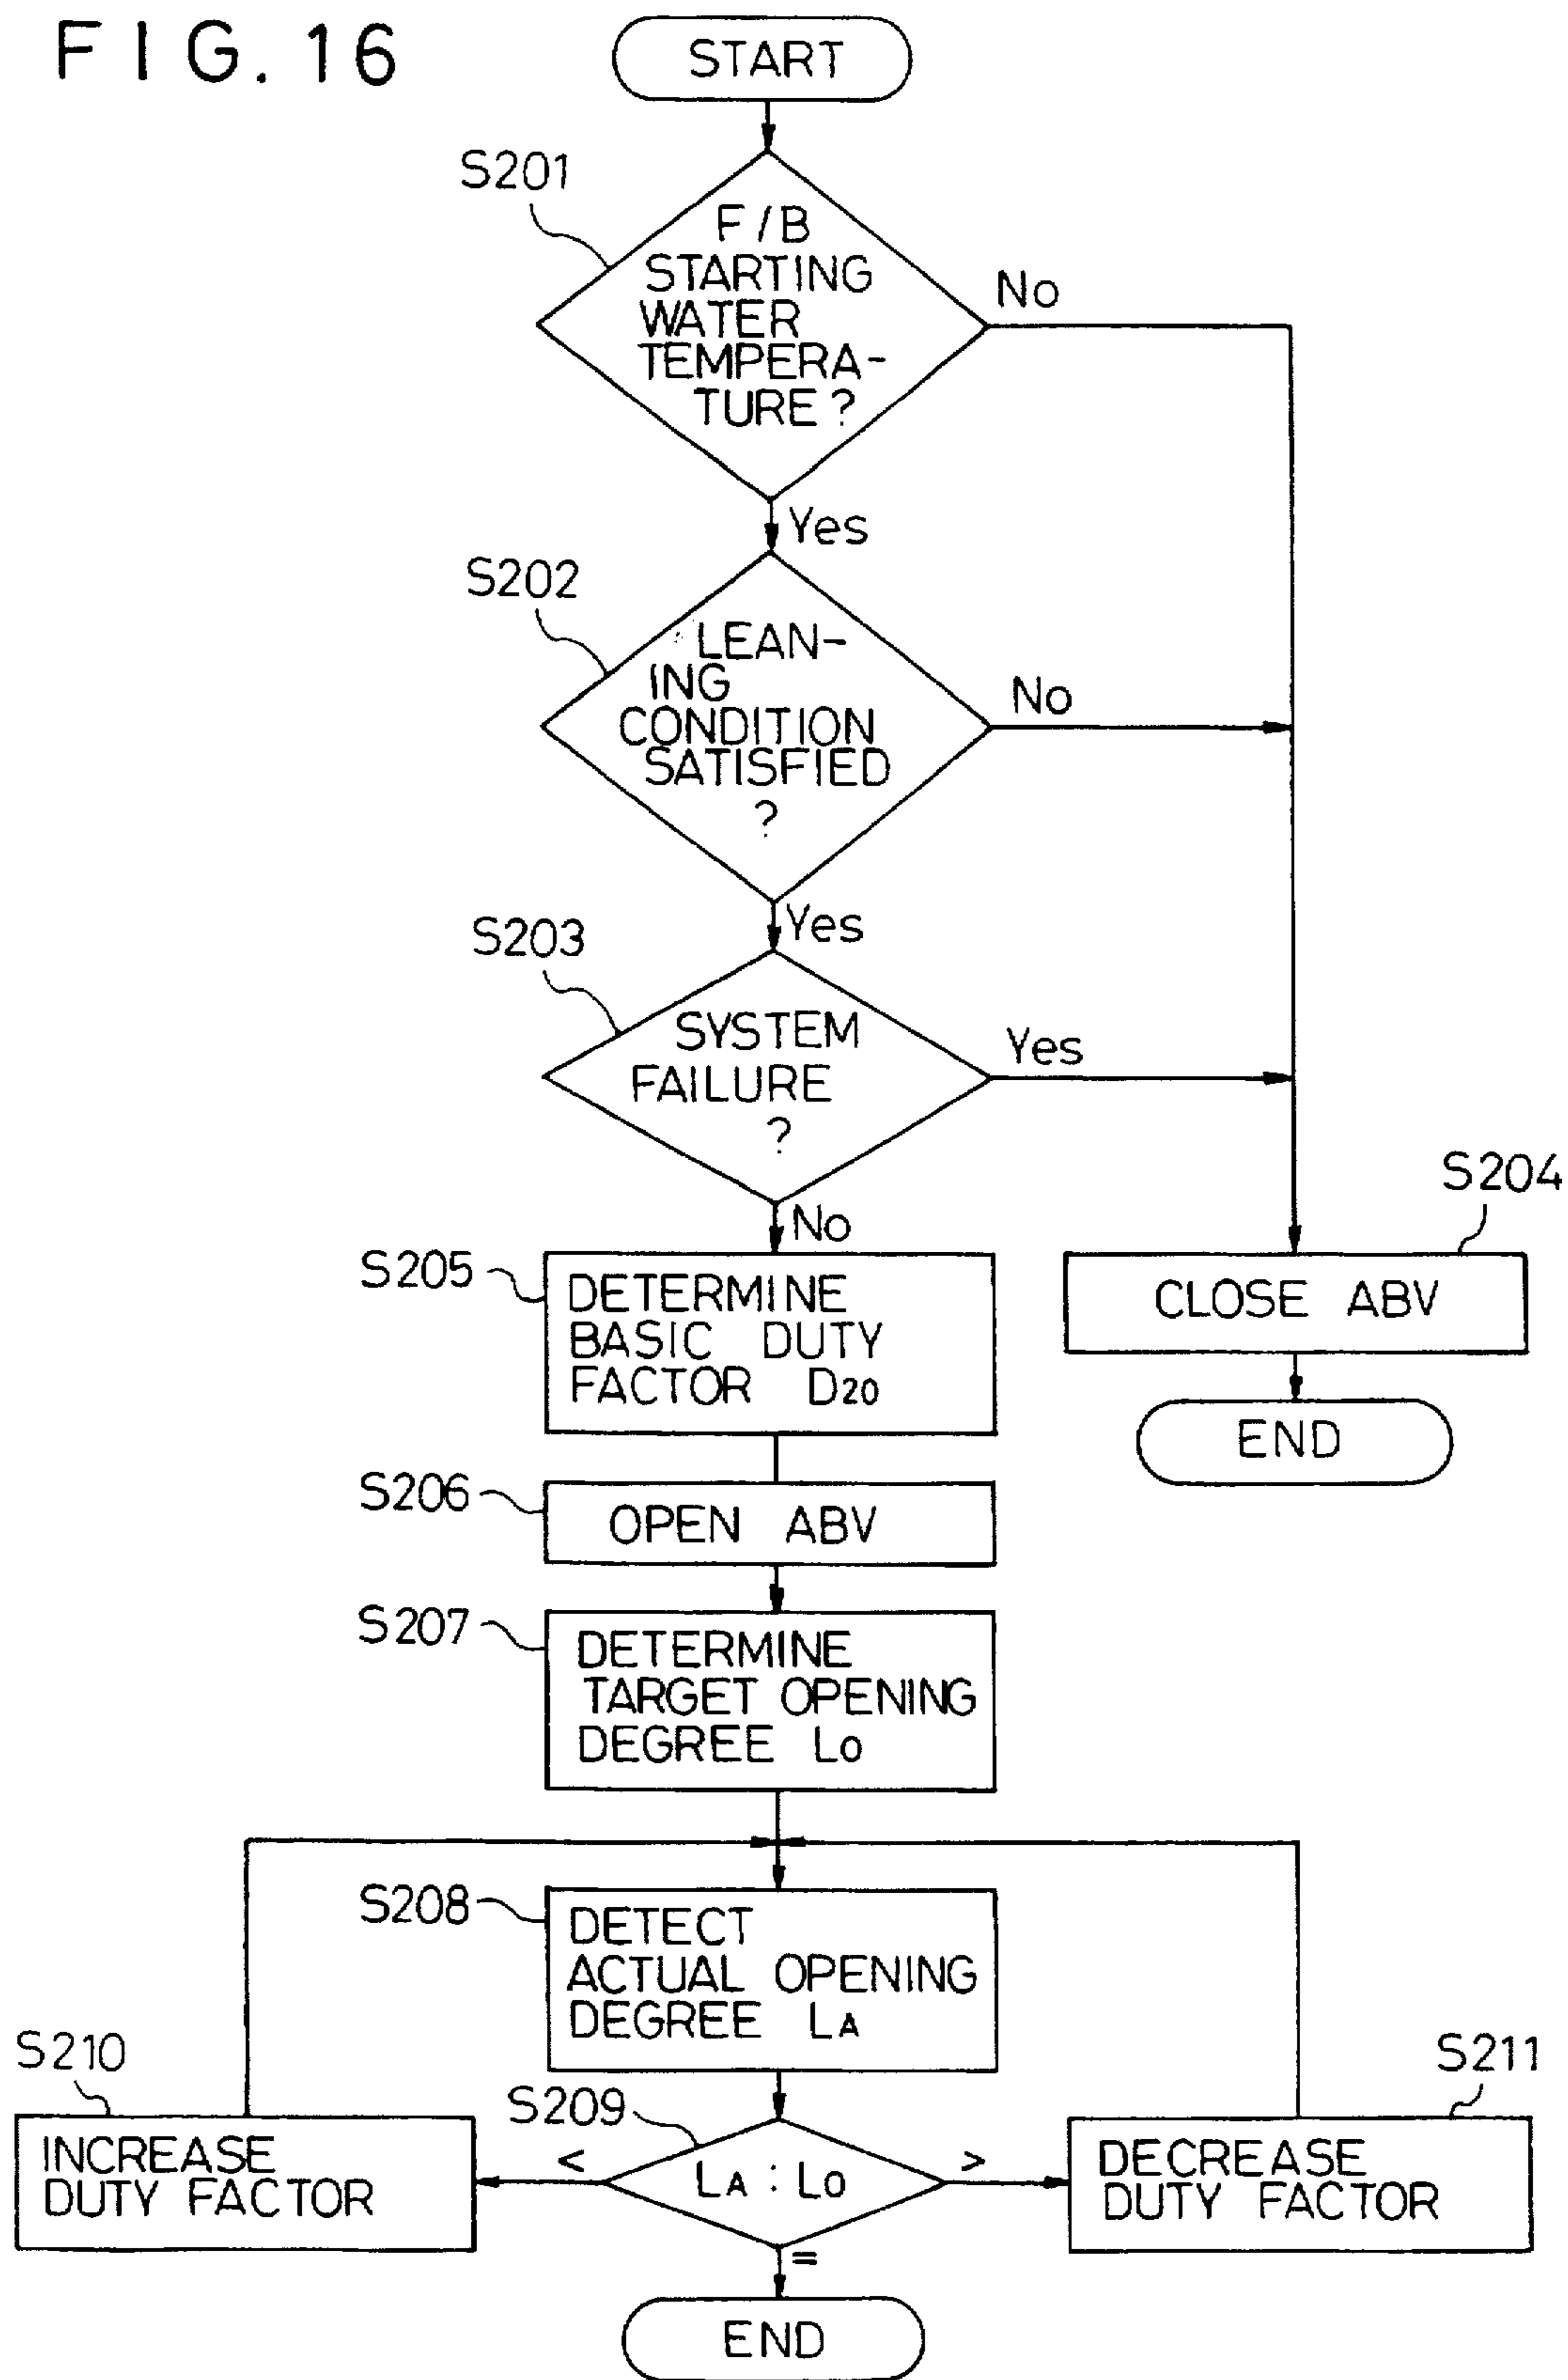 FIG. 16
START
S201
F/B
STARTING
WATER
TEMPERA-
TURE?
No
Yes
S202
LEAN-
ING
CONDITION
SATISFIED
?
No
Yes
S203
SYSTEM
FAILURE
?
Yes
No
S204
CLOSE ABV
END
S205
DETERMINE
BASIC DUTY
FACTOR D20
S206
OPEN ABV
S207
DETERMINE
TARGET OPENING
DEGREE LO
S208
DETECT
ACTUAL OPENING
DEGREE LA
S209
LA : LO
<
>
=
S210
INCREASE
DUTY FACTOR
S211
DECREASE
DUTY FACTOR
END